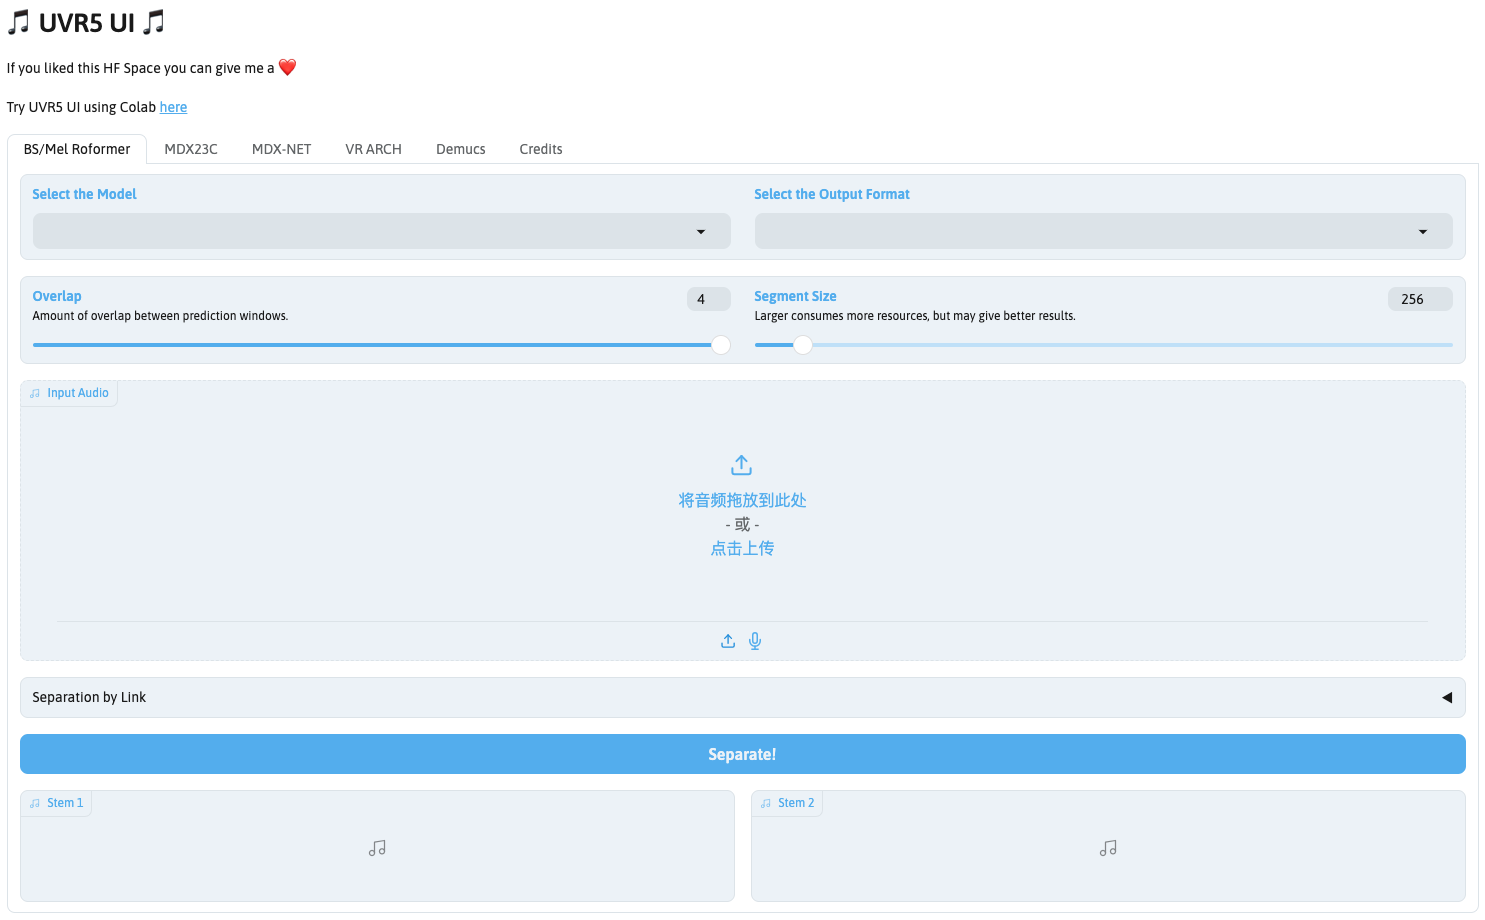 🎵 UVR5 UI 🎵
If you liked this HF Space you can give me a ❤️
Try UVR5 UI using Colab here
BS/Mel Roformer
MDX23C
MDX-NET
VR ARCH
Demucs
Credits
Select the Model
Select the Output Format
Overlap
4
Amount of overlap between prediction windows.
Segment Size
256
Larger consumes more resources, but may give better results.
Input Audio
将音频拖放到此处
- 或 -
点击上传
Separation by Link
Separate!
Stem 1
Stem 2